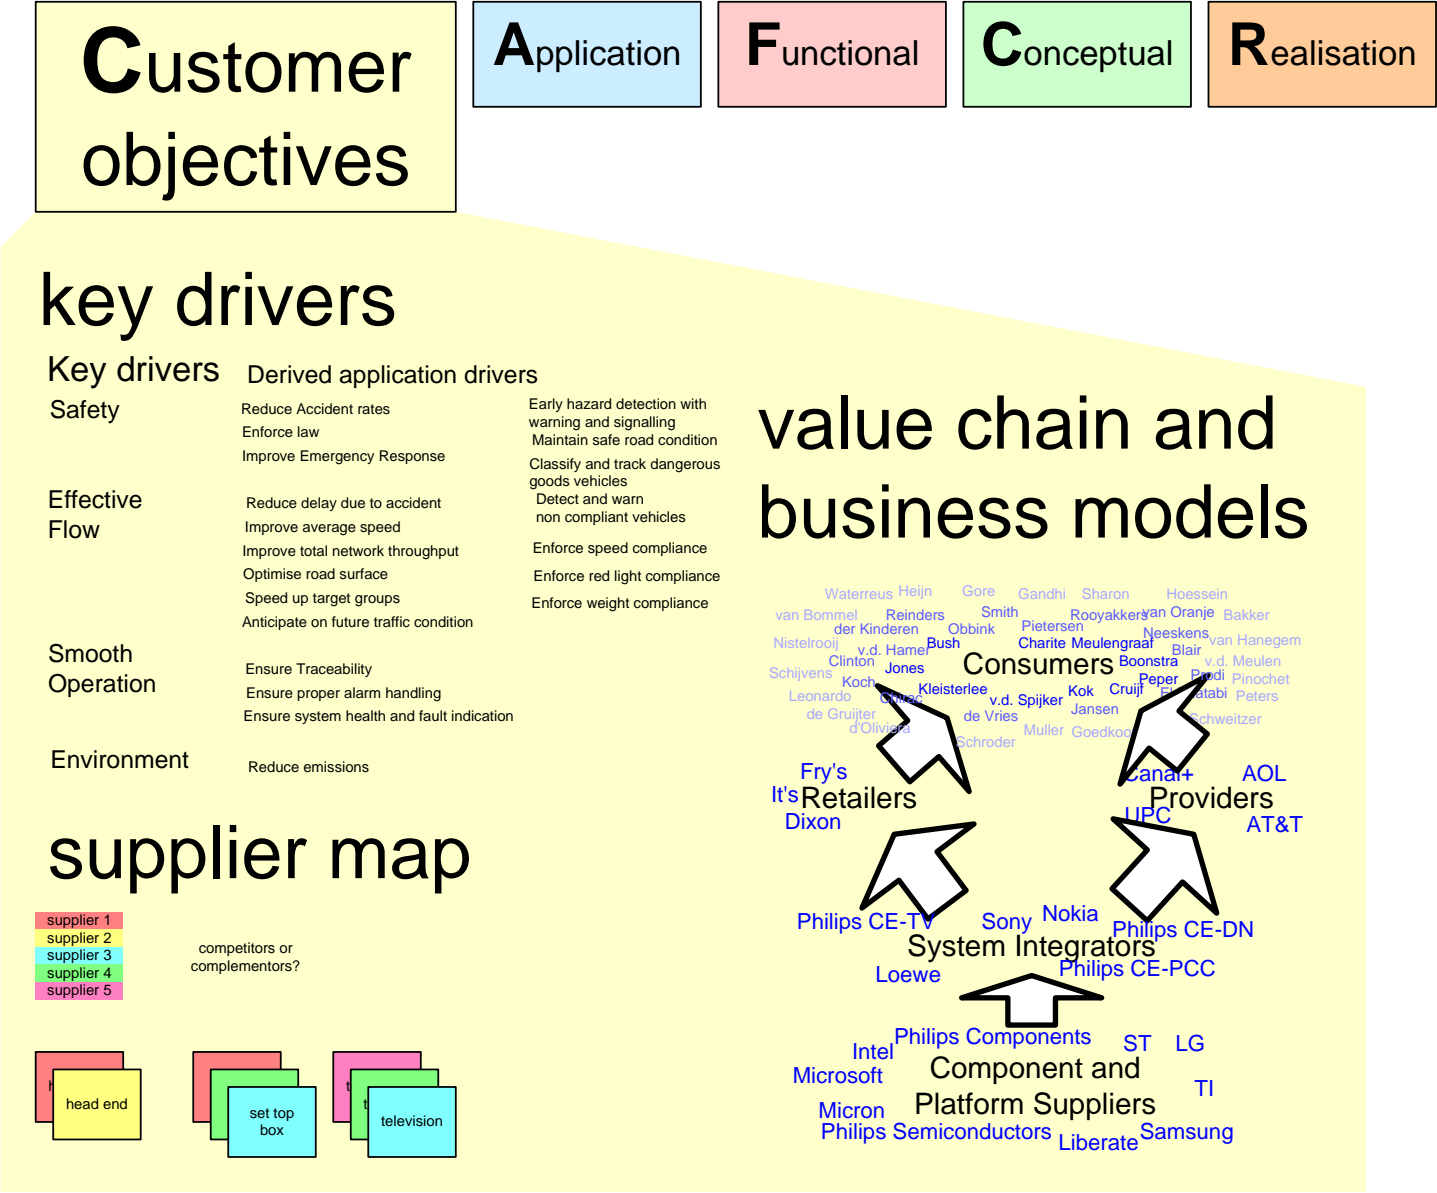 Customer
objectives
Application
Functional
Conceptual
Realisation
key drivers
Key drivers
Derived application drivers
Safety
Reduce Accident rates
Enforce law
Improve Emergency Response
Effective
Flow
Reduce delay due to accident
Improve average speed
Improve total network throughput
Optimise road surface
Speed up target groups
Anticipate on future traffic condition
Smooth
Operation
Ensure Traceability
Ensure proper alarm handling
Ensure system health and fault indication
Environment
Reduce emissions
Early hazard detection with
warning and signalling
Maintain safe road condition
Classify and track dangerous
goods vehicles
Detect and warn
non compliant vehicles
Enforce speed compliance
Enforce red light compliance
Enforce weight compliance
supplier map
supplier 1
supplier 2
supplier 3
supplier 4
supplier 5
competitors or
complementors?
head end
set top
box
television
value chain and
business models
Waterreus Heijn Gore Gandhi Sharon Hoessein
van Bommel Reinders Smith Rooyakkers van Oranje Bakker
der Kinderen Obbink Pietersen Neeskens
Nistelrooij v.d. Hamer Bush Charite Meulengraaf Blair van Hanegem
Clinton Jones Consumers Boonstra v.d. Meulen
Schijvens Koch Peper Prodi Pinochet
Leonardo Chirac Kleisterlee v.d. Spijker Kok Cruijf Peters
de Gruijter de Vries Jansen Schweitzer
d'Oliviera Schroder Muller Goedkoo
Fry's
It's Retailers
Dixon
Canal+ AOL
Providers
UPC AT&T
Philips CE-TV Sony Nokia Philips CE-DN
System Integrators
Loewe Philips CE-PCC
Philips Components ST LG
Intel
Microsoft Component and
TI
Micron Platform Suppliers
Philips Semiconductors Liberate Samsung